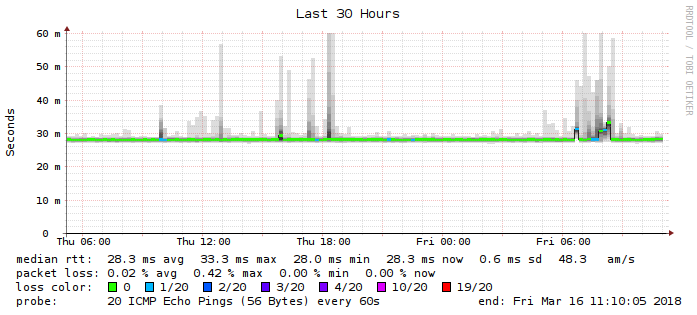 Last 30 Hours
RRDTOOL / TOBI OETIKER
Seconds
60 m
50 m
40 m
30 m
20 m
10 m
0
Thu 06:00 Thu 12:00 Thu 18:00 Fri 00:00 Fri 06:00
median rtt: 28.3 ms avg 33.3 ms max 28.0 ms min 28.3 ms now 0.6 ms sd 48.3 am/s
packet loss: 0.02 % avg 0.42 % max 0.00 % min 0.00 % now
loss color: 0 1/20 2/20 3/20 4/20 10/20 19/20
probe: 20 ICMP Echo Pings (56 Bytes) every 60s end: Fri Mar 16 11:10:05 2018